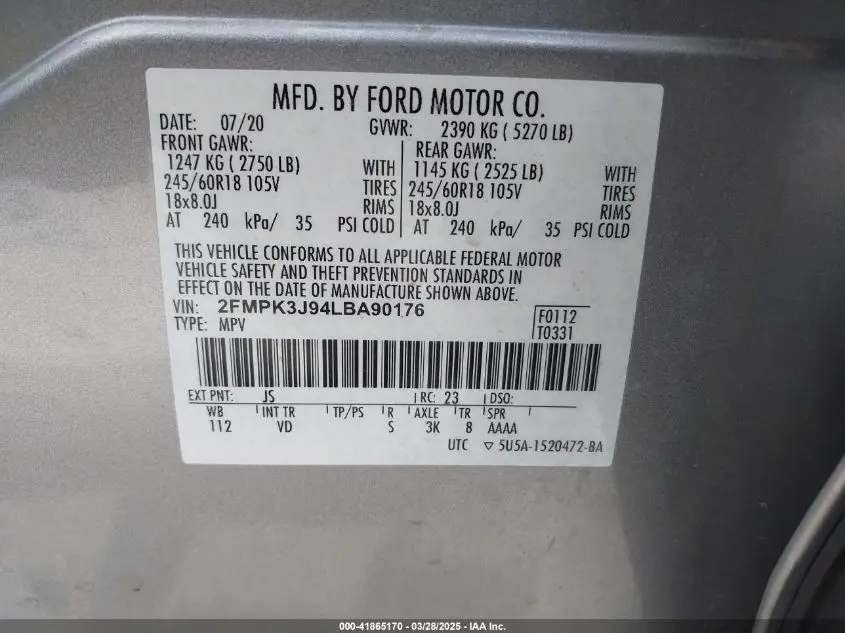 MFD. BY FORD MOTOR CO.
DATE: 07/20 GVWR: 2390 KG ( 5270 LB)
FRONT GAWR: REAR GAWR:
1247 KG ( 2750 LB) WITH 1145 KG ( 2525 LB) WITH
245/60R18 105V TIRES 245/60R18 105V TIRES
18x8.0J RIMS 18x8.0J RIMS
AT 240 kPa/ 35 PSI COLD AT 240 kPa/ 35 PSI COLD
THIS VEHICLE CONFORMS TO ALL APPLICABLE FEDERAL MOTOR
VEHICLE SAFETY AND THEFT PREVENTION STANDARDS IN
EFFECT ON THE DATE OF MANUFACTURE SHOWN ABOVE.
VIN: 2FMPK3J94LBA90176 F0112
TYPE: MPV T0331
EXT PNT: JS RC: 23 DSO:
WB INT TR TP/PS R AXLE TR SPR
112 VD S 3K 8 AAAA
UTC ▽ 5U5A-1520472-BA
000-41865170 | 03/28/2025 - IAA Inc.